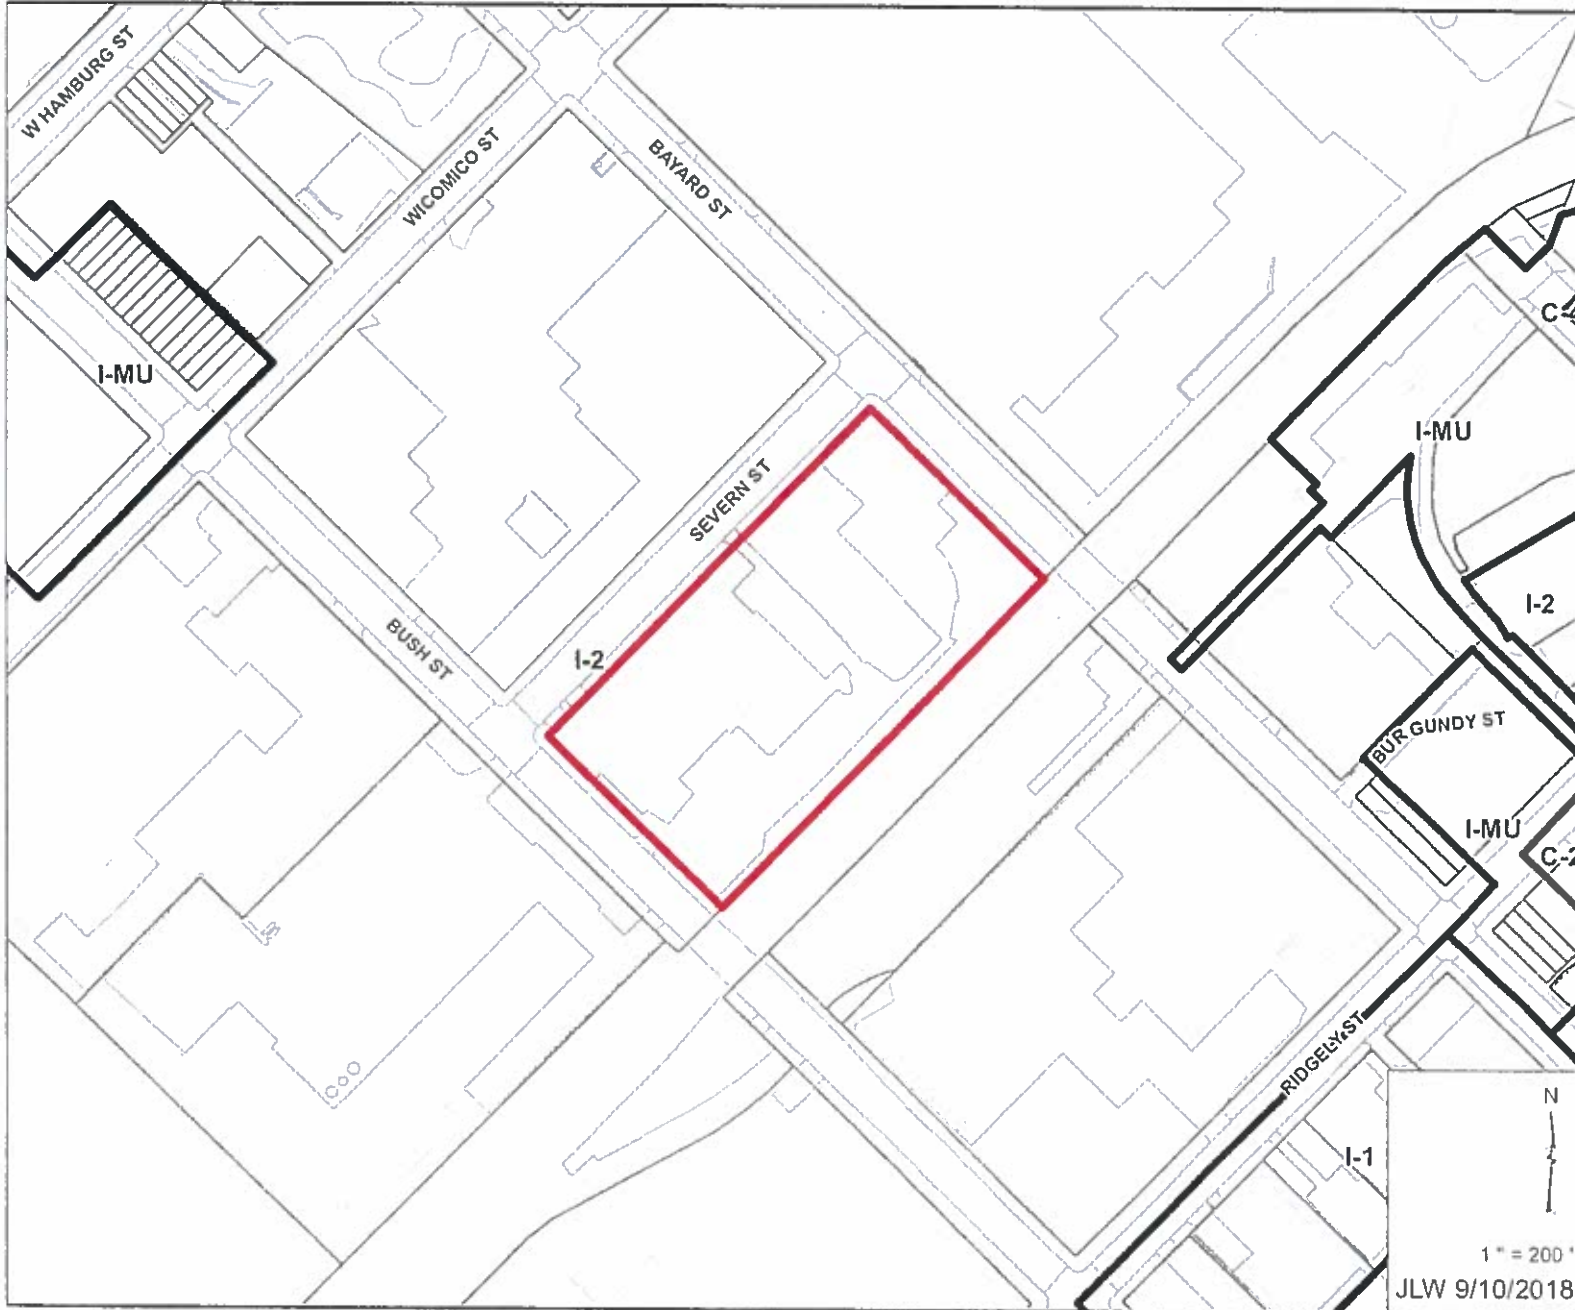 W HAMBURG ST
WICOMICO ST
BAYARD ST
I-MU
SEVERN ST
BUSH ST
I-2
I-MU
I-2
BURGUNDY ST
I-MU
RIDGELY ST
I-1
N
1 " = 200 '
JLW 9/10/2018